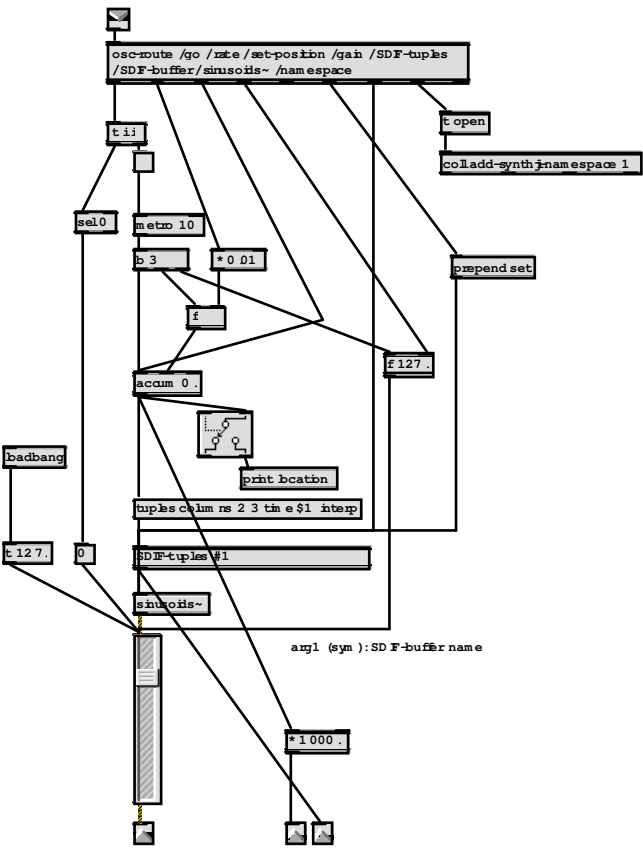 osc-route /go /rate /set-position /gain /SDIF-tuples
/SDIF-buffer/sinusoids~ /namespace
t open
t i i
colladd-synthj-namespace 1
sel 0
metro 10
b 3
* 0.01
prepend set
f
f 127.
accum 0.
loadbang
print location
tuples columns 2 3 time $1 interp
t 127.
0
SDIF-tuples #1
sinusoids~
arg1 (sym): SDIF-buffer name
* 1000.